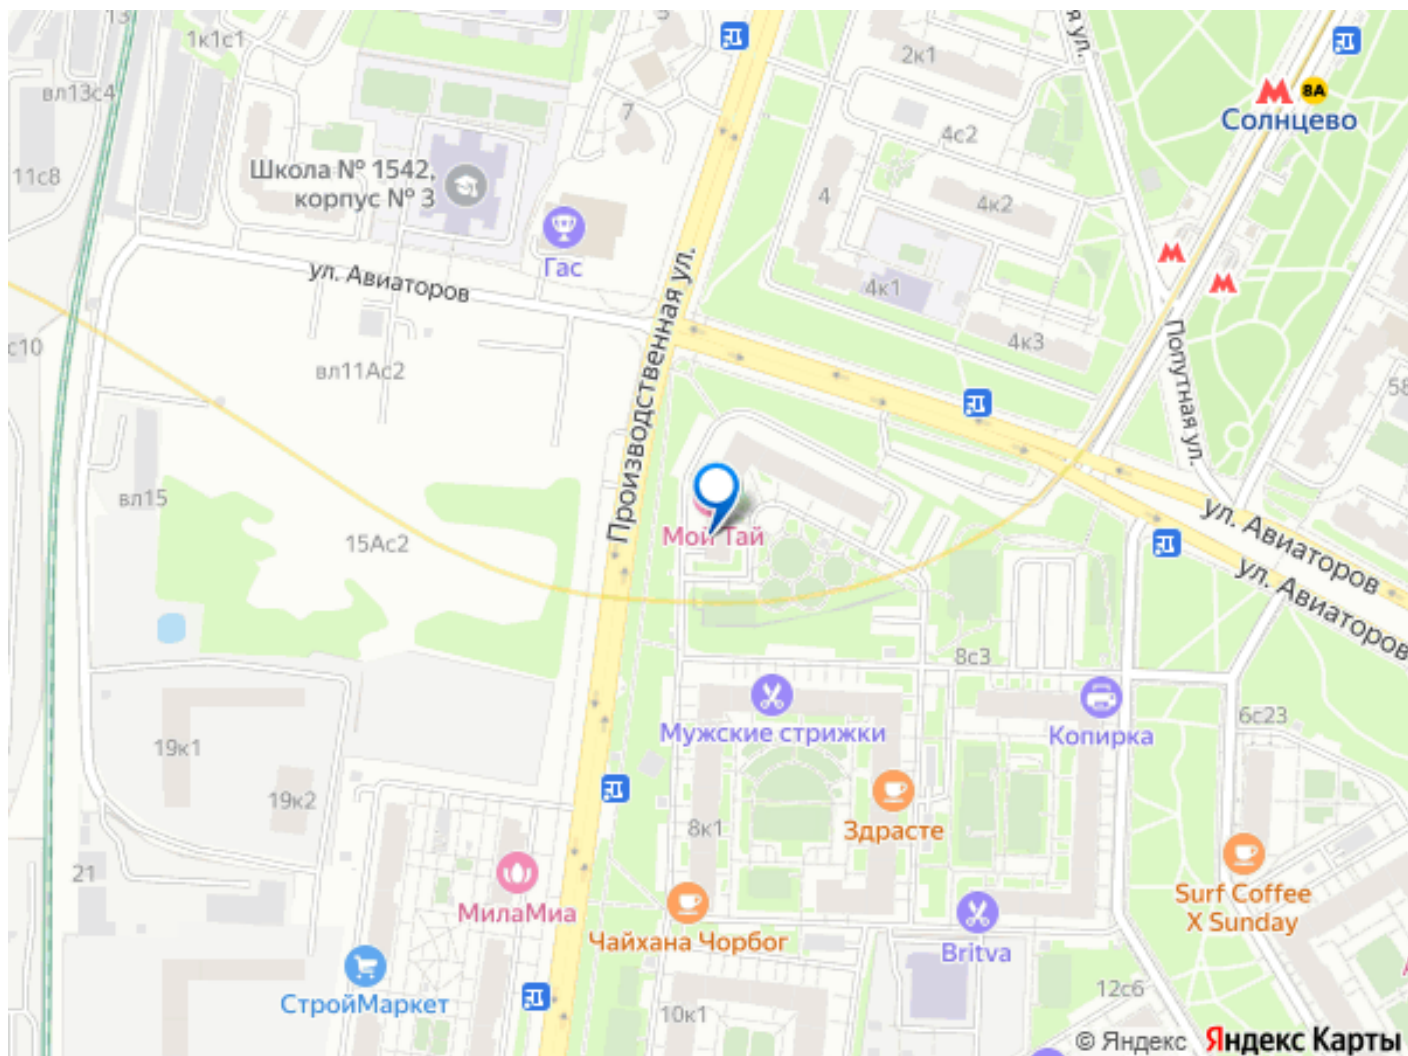 13
1к1с1
вл13с4
11с8
5
7
2к1
я ул.
8А
Солнцево
4с2
4
4к2
4к1
4к3
Школа № 1542,
корпус № 3
Гас
ул. Авиаторов
Производственная ул.
Попутная ул.
с10
вл11Ас2
58
вл15
15Ас2
Мой Тай
ул. Авиаторов
ул. Авиаторов
8с3
6с23
Мужские стрижки
Копирка
19к1
19к2
8к1
Здрасте
21
МилаМиа
Surf Coffee
X Sunday
Чайхана Чорбог
Britva
СтройМаркет
12с6
10к1
© Яндекс
Яндекс Карты